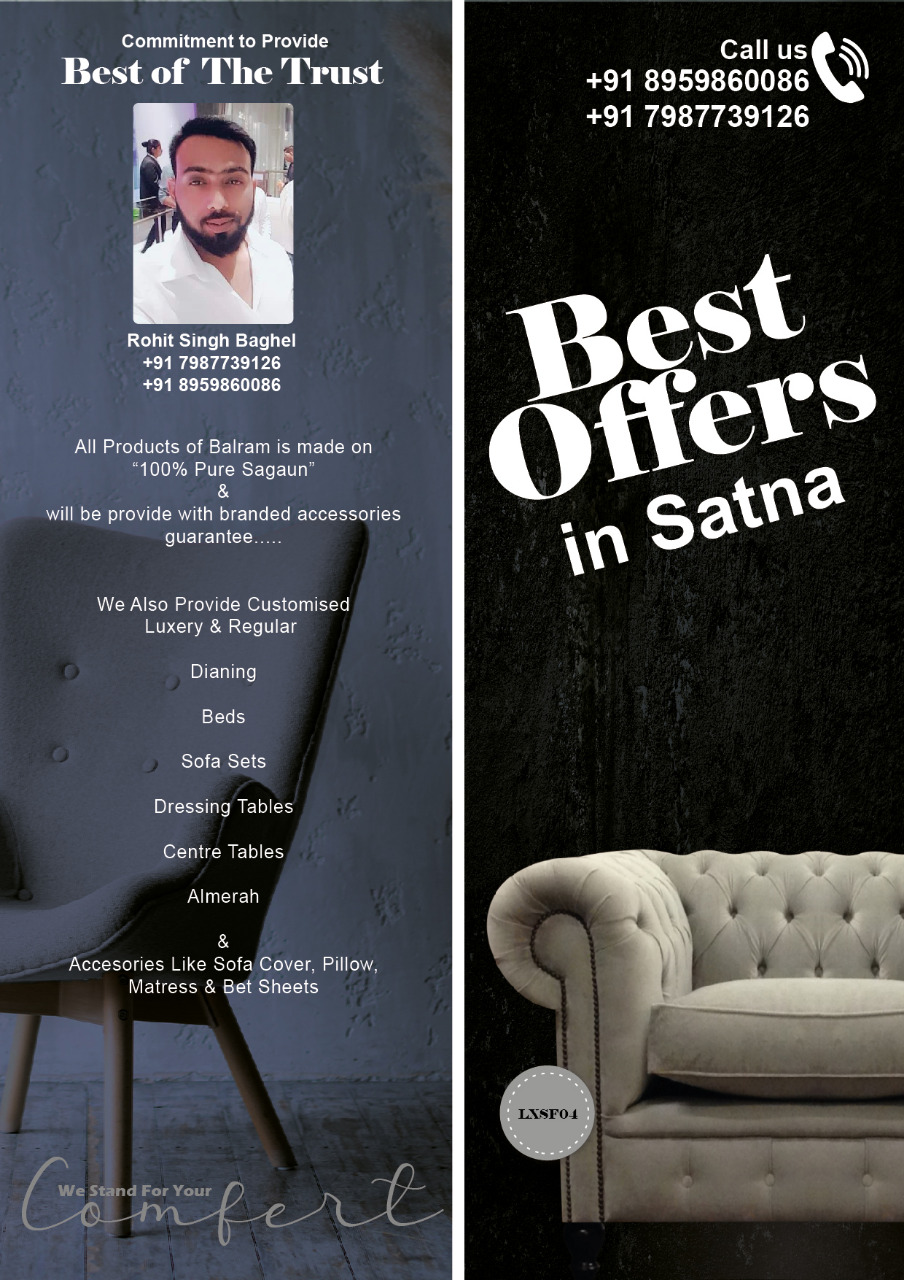 Commitment to Provide
Best of The Trust
Rohit Singh Baghel
+91 7987739126
+91 8959860086
All Products of Balram is made on
“100% Pure Sagaun”
&
will be provide with branded accessories
guarantee.....
We Also Provide Customised
Luxery & Regular
Dianing
Beds
Sofa Sets
Dressing Tables
Centre Tables
Almerah
&
Accesories Like Sofa Cover, Pillow,
Matress & Bet Sheets
We Stand For Your
Comfert
Call us
+91 8959860086
+91 7987739126
Best
Offers
in Satna
LXSF04